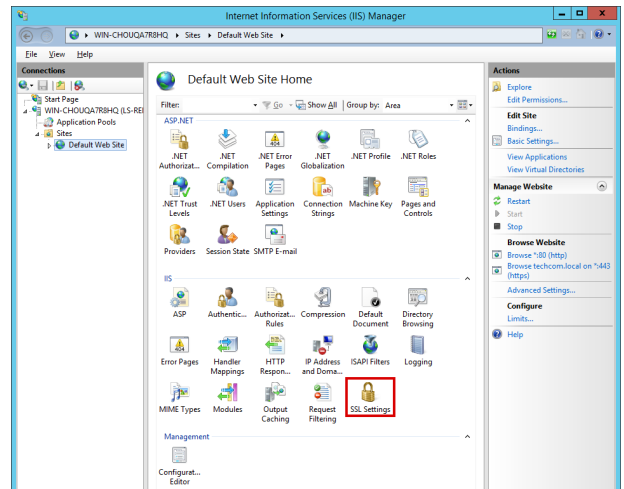 Internet Information Services (IIS) Manager
WIN-CHOUQA7R8HQ
Sites
Default Web Site
File View Help
Connections
Start Page
WIN-CHOUQA7R8HQ (LS-REI
Application Pools
Sites
Default Web Site
Default Web Site Home
Filter: Go Show All Group by: Area
ASP.NET
.NET Authorizat...
.NET Compilation
.NET Error Pages
.NET Globalization
.NET Profile
.NET Roles
.NET Trust Levels
.NET Users
Application Settings
Connection Strings
Machine Key
Pages and Controls
Providers
Session State
SMTP E-mail
IIS
ASP
Authentic...
Authorizat... Rules
Compression
Default Document
Directory Browsing
Error Pages
Handler Mappings
HTTP Respon...
IP Address and Doma...
ISAPI Filters
Logging
MIME Types
Modules
Output Caching
Request Filtering
SSL Settings
Management
Configurat... Editor
Actions
Explore
Edit Permissions...
Edit Site
Bindings...
Basic Settings...
View Applications
View Virtual Directories
Manage Website
Restart
Start
Stop
Browse Website
Browse *:80 (http)
Browse techcom.local on *:443
(https)
Advanced Settings...
Configure
Limits...
Help